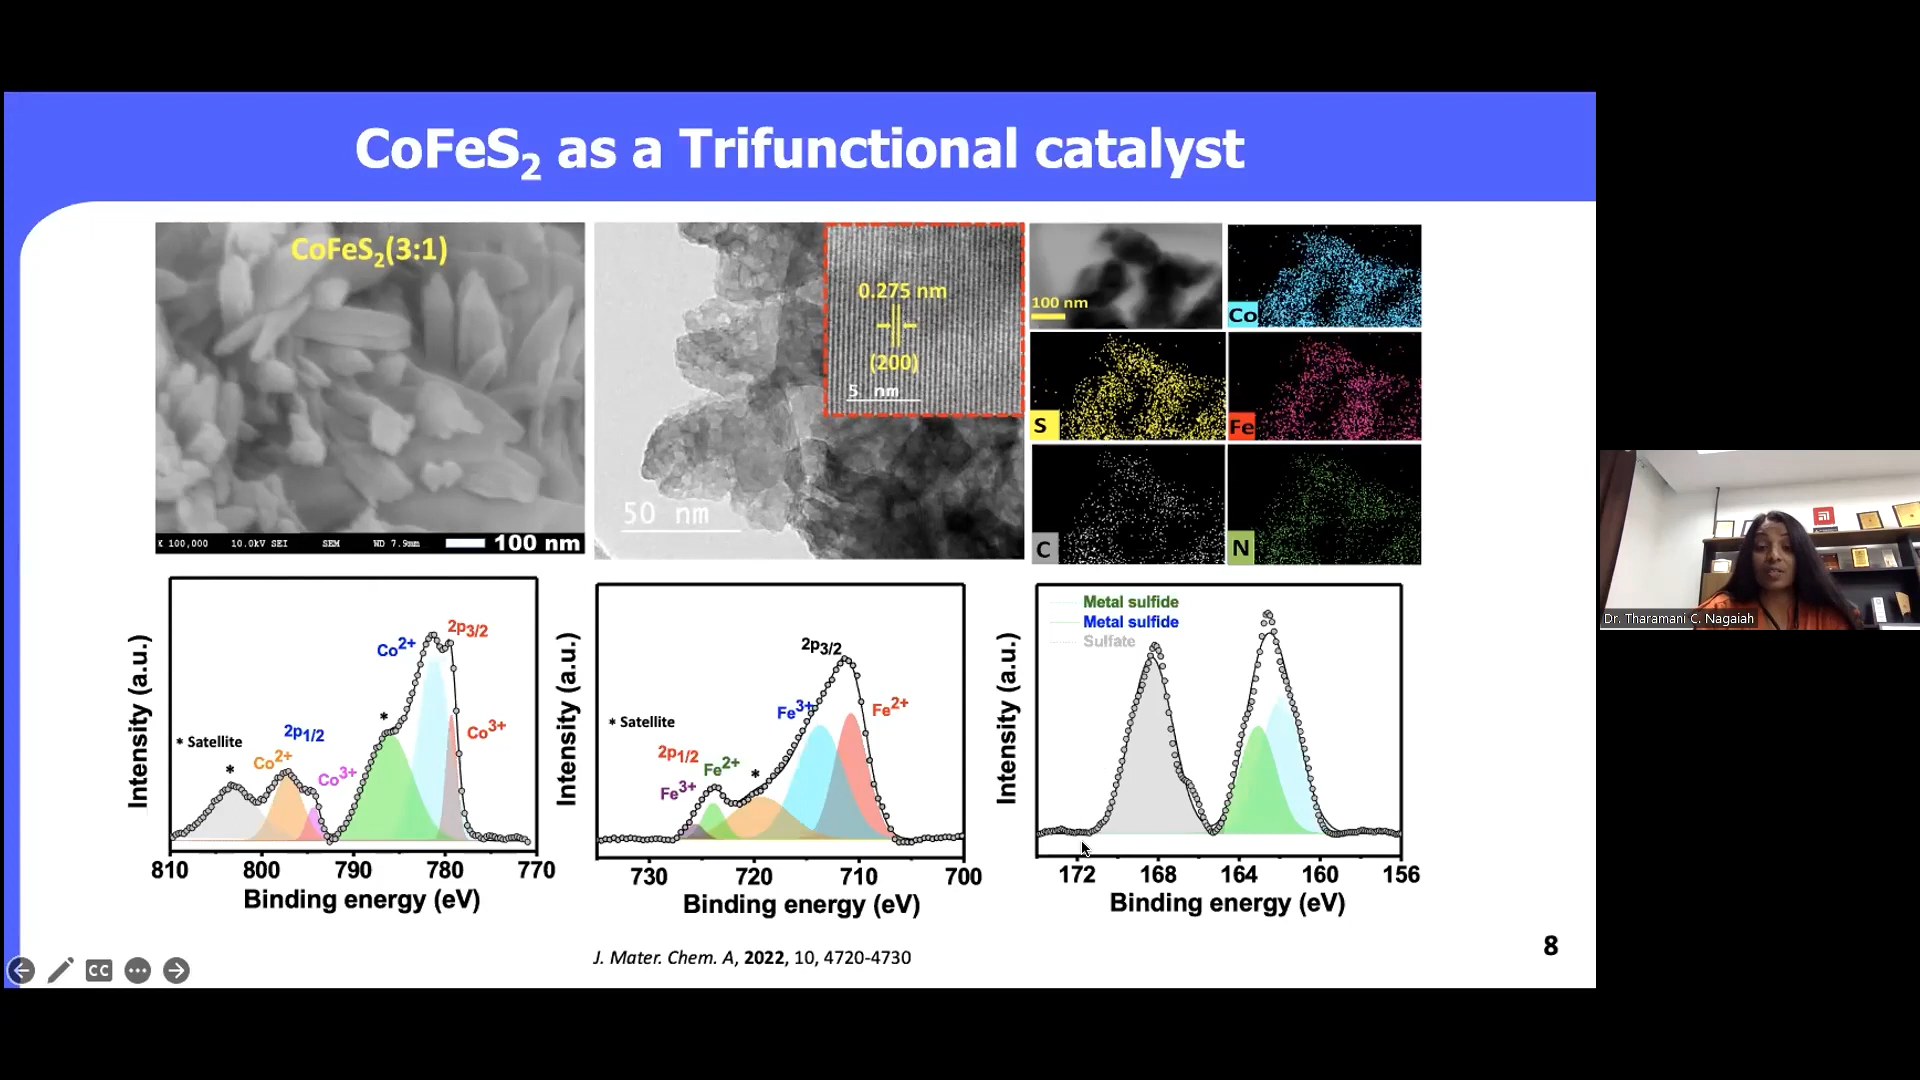 CoFeS2 as a Trifunctional catalyst
CoFeS2(3:1)
K 100,000 10.0kV SEI SEM WD 7.9mm 100 nm
50 nm
0.275 nm
(200)
5 nm
100 nm
Co
S
Fe
C
N
Intensity (a.u.)
* Satellite
*
Co2+
2p1/2
Co3+
*
Co2+
2p3/2
Co3+
810 800 790 780 770
Binding energy (eV)
Intensity (a.u.)
* Satellite
2p1/2
Fe3+
Fe2+
*
2p3/2
Fe3+
Fe2+
730 720 710 700
Binding energy (eV)
Intensity (a.u.)
Metal sulfide
Metal sulfide
Sulfate
172 168 164 160 156
Binding energy (eV)
J. Mater. Chem. A, 2022, 10, 4720-4730
8
CC
Dr. Tharamani C. Nagaiah